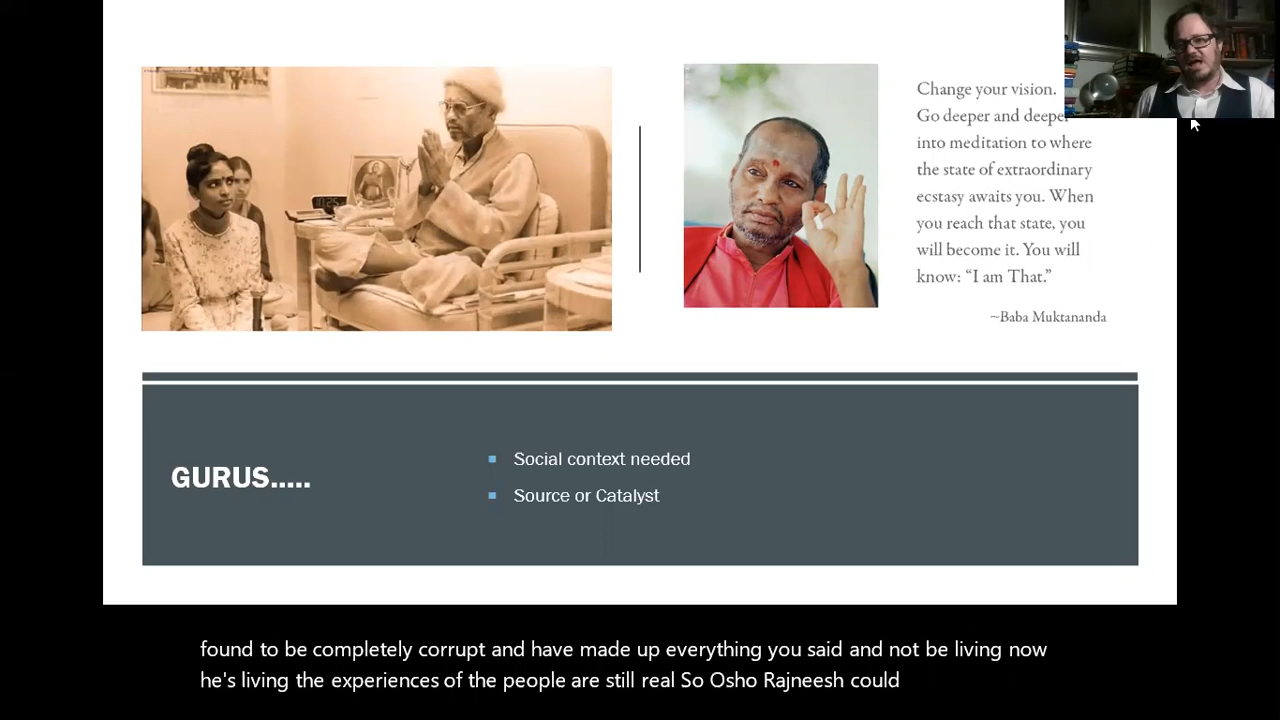 Change your vision.
Go deeper and deeper
into meditation to where
the state of extraordinary
ecstasy awaits you. When
you reach that state, you
will become it. You will
know: “I am That.”
~Baba Muktananda
GURUS.....
Social context needed
Source or Catalyst
found to be completely corrupt and have made up everything you said and not be living now
he's living the experiences of the people are still real So Osho Rajneesh could